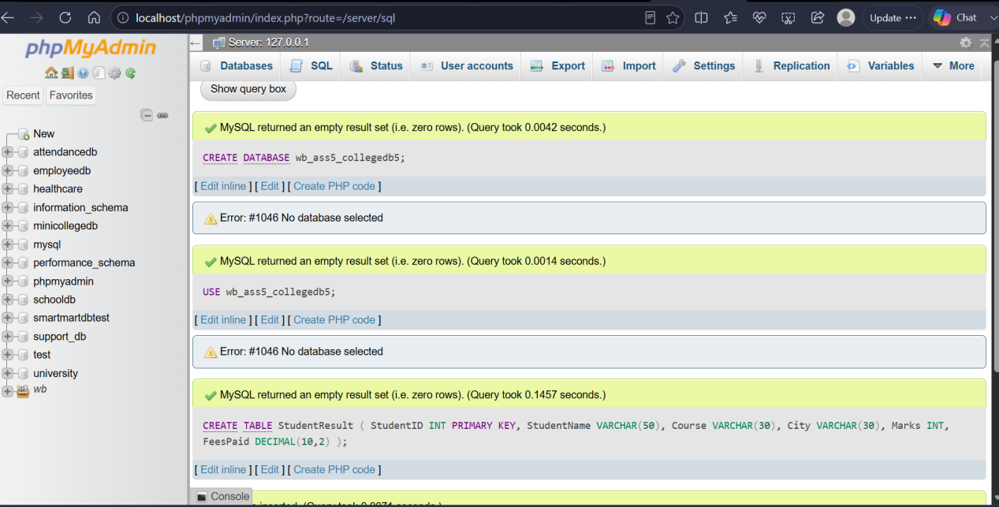 localhost/phpmyadmin/index.php?route=/server/sql
Update
Chat
phpMyAdmin
Recent
Favorites
New
attendancedb
employeedb
healthcare
information_schema
minicollegedb
mysql
performance_schema
phpmyadmin
schooldb
smartmartdbtest
support_db
test
university
wb
Server: 127.0.0.1
Databases
SQL
Status
User accounts
Export
Import
Settings
Replication
Variables
More
Show query box
MySQL returned an empty result set (i.e. zero rows). (Query took 0.0042 seconds.)
CREATE DATABASE wb_ass5_collegedb5;
[ Edit inline ] [ Edit ] [ Create PHP code ]
Error: #1046 No database selected
MySQL returned an empty result set (i.e. zero rows). (Query took 0.0014 seconds.)
USE wb_ass5_collegedb5;
[ Edit inline ] [ Edit ] [ Create PHP code ]
Error: #1046 No database selected
MySQL returned an empty result set (i.e. zero rows). (Query took 0.1457 seconds.)
CREATE TABLE StudentResult ( StudentID INT PRIMARY KEY, StudentName VARCHAR(50), Course VARCHAR(30), City VARCHAR(30), Marks INT,
FeesPaid DECIMAL(10,2) );
[ Edit inline ] [ Edit ] [ Create PHP code ]
Console
inserted. (Query took 0.0071 seconds.)